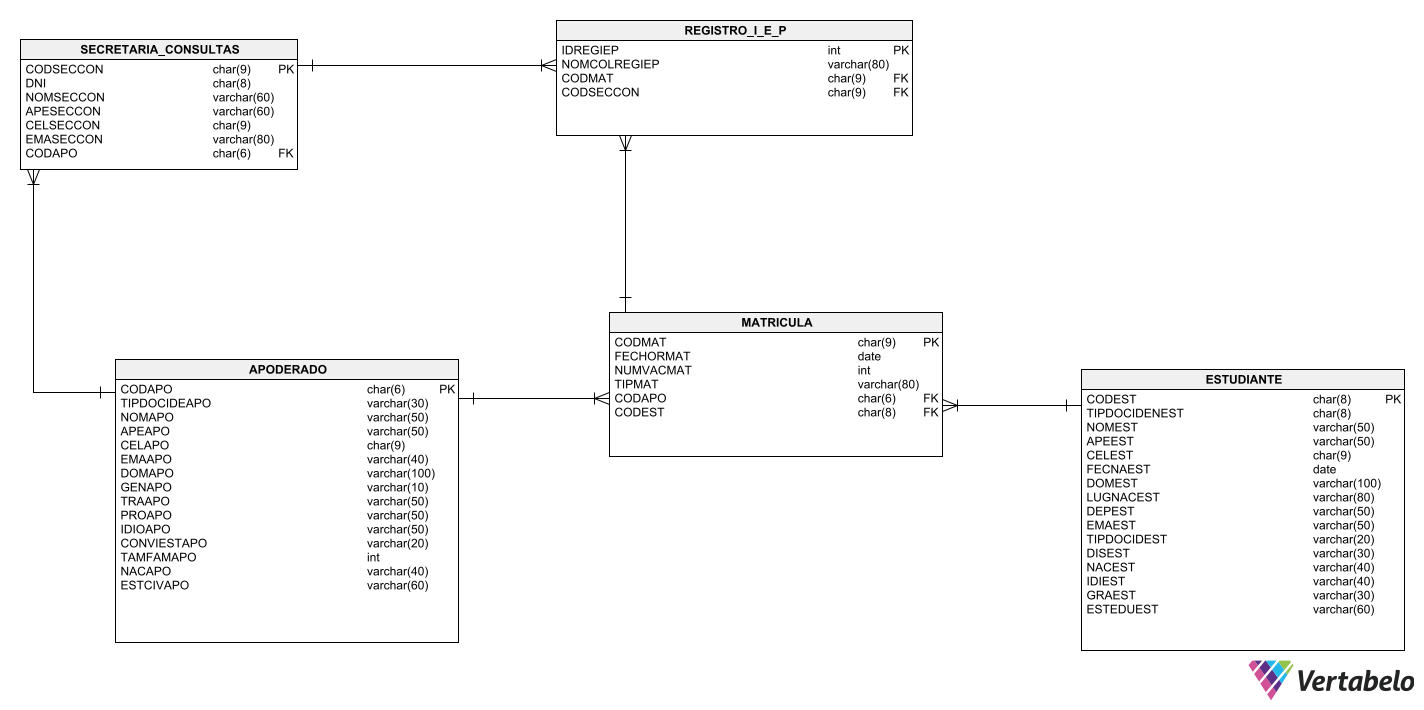 SECRETARIA_CONSULTAS
CODSECCON char(9) PK
DNI char(8)
NOMSECCON varchar(60)
APESECCON varchar(60)
CELSECCON char(9)
EMASECCON varchar(80)
CODAPO char(6) FK
REGISTRO_I_E_P
IDREGIEP int PK
NOMCOLREGIEP varchar(80)
CODMAT char(9) FK
CODSECCON char(9) FK
APODERADO
CODAPO char(6) PK
TIPDOCIDEAPO varchar(30)
NOMAPO varchar(50)
APEAPO varchar(50)
CELAPO char(9)
EMAAPO varchar(40)
DOMAPO varchar(100)
GENAPO varchar(10)
TRAAPO varchar(50)
PROAPO varchar(50)
IDIOAPO varchar(50)
CONVIESTAPO varchar(20)
TAMFAMAPO int
NACAPO varchar(40)
ESTCIVAPO varchar(60)
MATRICULA
CODMAT char(9) PK
FECHORMAT date
NUMVACMAT int
TIPMAT varchar(80)
CODAPO char(6) FK
CODEST char(8) FK
ESTUDIANTE
CODEST char(8) PK
TIPDOCIDENEST char(8)
NOMEST varchar(50)
APEEST varchar(50)
CELEST char(9)
FECNAEST date
DOMEST varchar(100)
LUGNACEST varchar(80)
DEPEST varchar(50)
EMAEST varchar(50)
TIPDOCIDEST varchar(20)
DISEST varchar(30)
NACEST varchar(40)
IDIEST varchar(40)
GRAEST varchar(30)
ESTEDUEST varchar(60)
Vertabelo